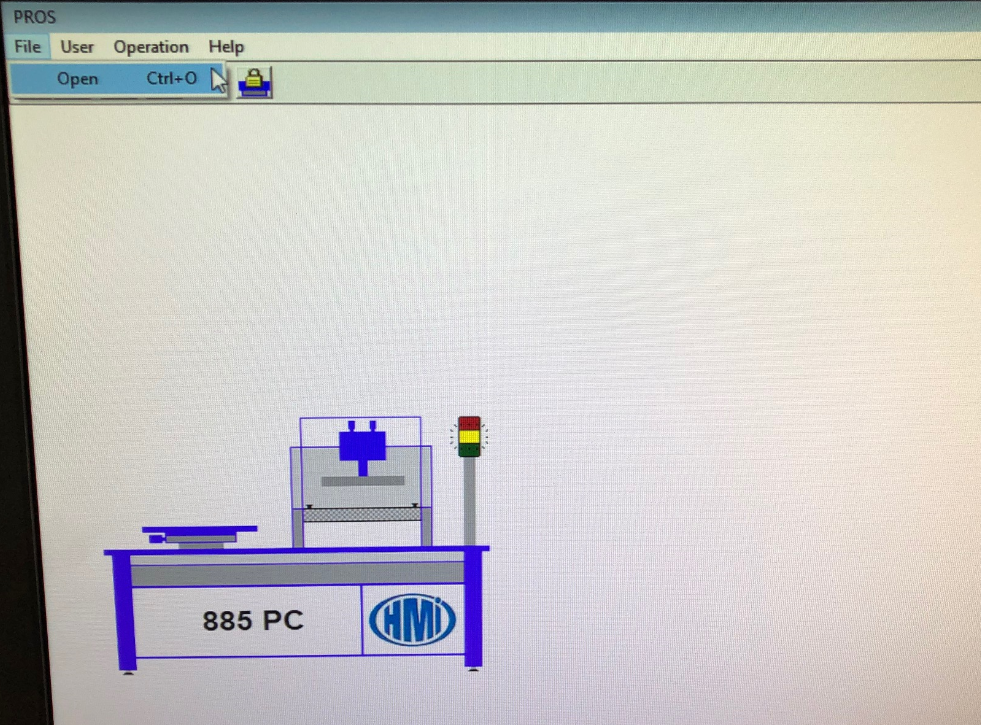 PROS
File User Operation Help
Open Ctrl+O
885 PC
HMi